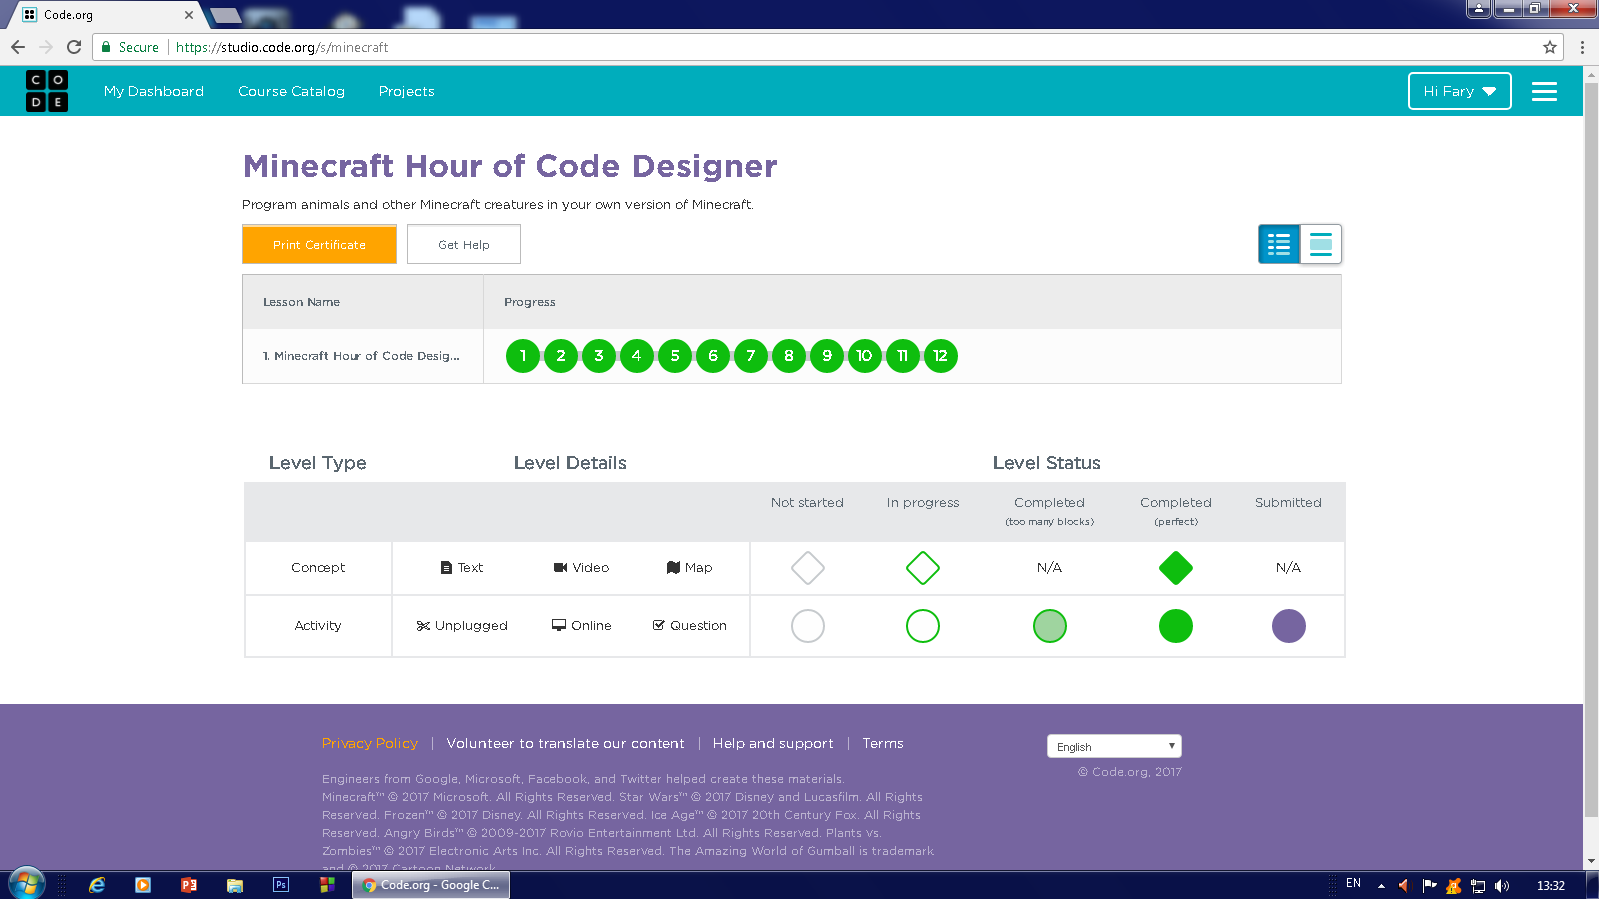 Code.org
Secure https://studio.code.org/s/minecraft
CODE
My Dashboard Course Catalog Projects Hi Fary
Minecraft Hour of Code Designer
Program animals and other Minecraft creatures in your own version of Minecraft.
Print Certificate Get Help
Lesson Name Progress
1. Minecraft Hour of Code Desig... 1 2 3 4 5 6 7 8 9 10 11 12
Level Type Level Details Level Status
Not started In progress Completed Completed Submitted
(too many blocks) (perfect)
Concept Text Video Map N/A N/A
Activity Unplugged Online Question
Privacy Policy | Volunteer to translate our content | Help and support | Terms
English
© Code.org, 2017
Engineers from Google, Microsoft, Facebook, and Twitter helped create these materials.
Minecraft™ © 2017 Microsoft. All Rights Reserved. Star Wars™ © 2017 Disney and Lucasfilm. All Rights
Reserved. Frozen™ © 2017 Disney. All Rights Reserved. Ice Age™ © 2017 20th Century Fox. All Rights
Reserved. Angry Birds™ © 2009-2017 Rovio Entertainment Ltd. All Rights Reserved. Plants vs.
Zombies™ © 2017 Electronic Arts Inc. All Rights Reserved. The Amazing World of Gumball is trademark
and © 2017 Cartoon Network.
Ps Code.org - Google C... EN 13:32